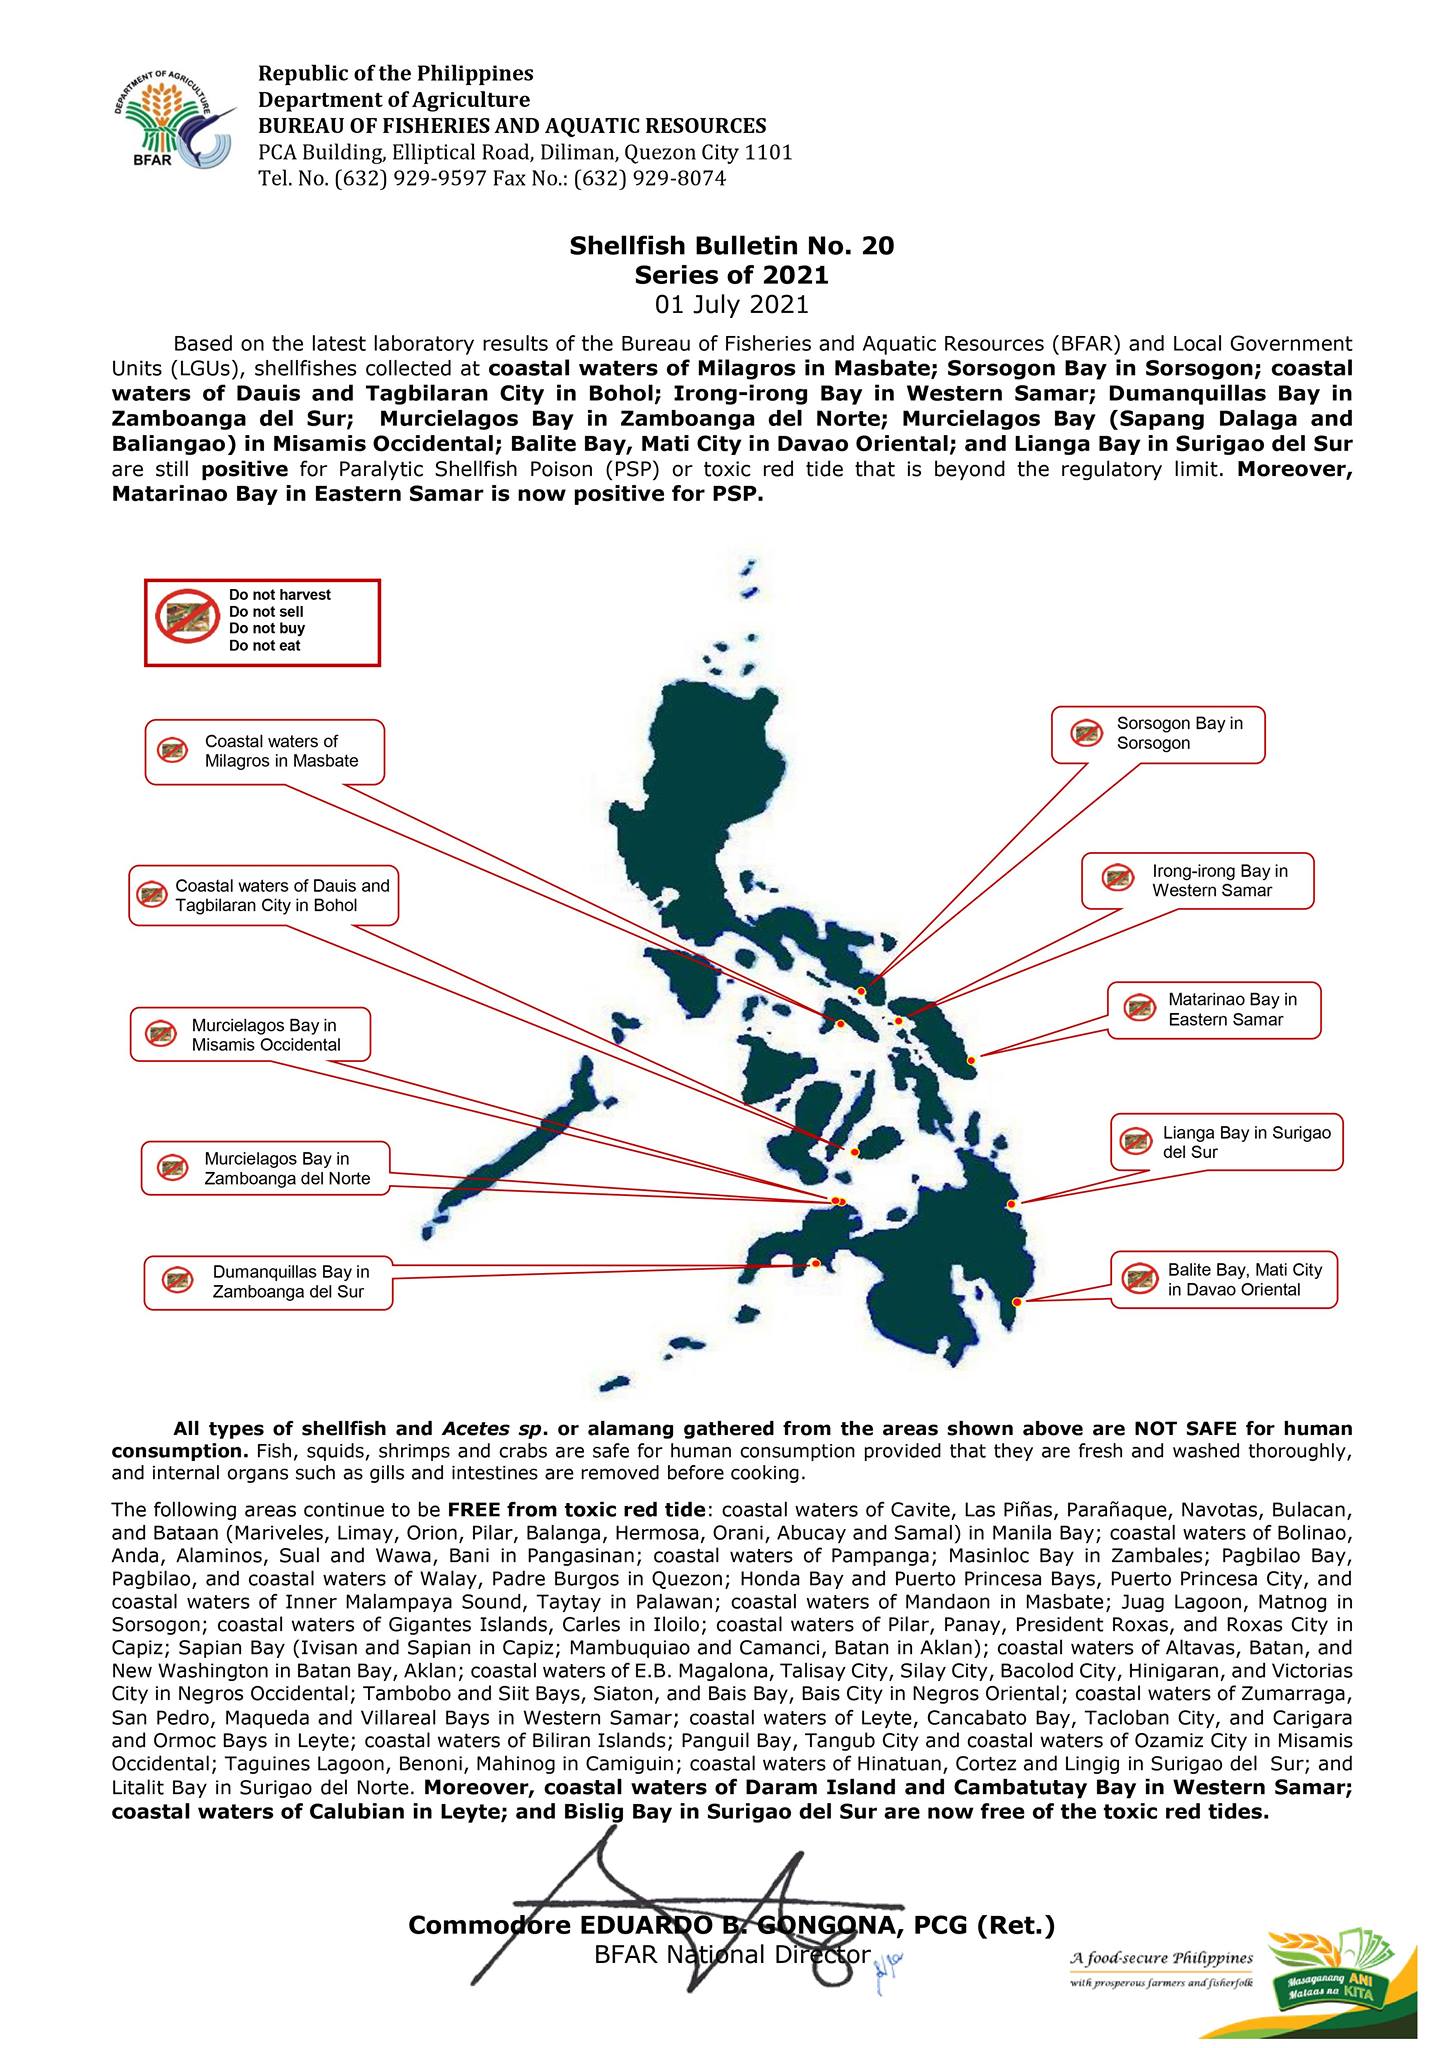 DEPARTMENT OF AGRICULTURE
BFAR
Republic of the Philippines
Department of Agriculture
BUREAU OF FISHERIES AND AQUATIC RESOURCES
PCA Building, Elliptical Road, Diliman, Quezon City 1101
Tel. No. (632) 929-9597 Fax No.: (632) 929-8074
Shellfish Bulletin No. 20
Series of 2021
01 July 2021
Based on the latest laboratory results of the Bureau of Fisheries and Aquatic Resources (BFAR) and Local Government
Units (LGUs), shellfishes collected at coastal waters of Milagros in Masbate; Sorsogon Bay in Sorsogon; coastal
waters of Dauis and Tagbilaran City in Bohol; Irong-irong Bay in Western Samar; Dumanquillas Bay in
Zamboanga del Sur; Murcielagos Bay in Zamboanga del Norte; Murcielagos Bay (Sapang Dalaga and
Baliangao) in Misamis Occidental; Balite Bay, Mati City in Davao Oriental; and Lianga Bay in Surigao del Sur
are still positive for Paralytic Shellfish Poison (PSP) or toxic red tide that is beyond the regulatory limit. Moreover,
Matarinao Bay in Eastern Samar is now positive for PSP.
Do not harvest
Do not sell
Do not buy
Do not eat
Coastal waters of
Milagros in Masbate
Sorsogon Bay in
Sorsogon
Coastal waters of Dauis and
Tagbilaran City in Bohol
Irong-irong Bay in
Western Samar
Murcielagos Bay in
Misamis Occidental
Matarinao Bay in
Eastern Samar
Murcielagos Bay in
Zamboanga del Norte
Lianga Bay in Surigao
del Sur
Dumanquillas Bay in
Zamboanga del Sur
Balite Bay, Mati City
in Davao Oriental
All types of shellfish and Acetes sp. or alamang gathered from the areas shown above are NOT SAFE for human
consumption. Fish, squids, shrimps and crabs are safe for human consumption provided that they are fresh and washed thoroughly,
and internal organs such as gills and intestines are removed before cooking.
The following areas continue to be FREE from toxic red tide: coastal waters of Cavite, Las Piñas, Parañaque, Navotas, Bulacan,
and Bataan (Mariveles, Limay, Orion, Pilar, Balanga, Hermosa, Orani, Abucay and Samal) in Manila Bay; coastal waters of Bolinao,
Anda, Alaminos, Sual and Wawa, Bani in Pangasinan; coastal waters of Pampanga; Masinloc Bay in Zambales; Pagbilao Bay,
Pagbilao, and coastal waters of Walay, Padre Burgos in Quezon; Honda Bay and Puerto Princesa Bays, Puerto Princesa City, and
coastal waters of Inner Malampaya Sound, Taytay in Palawan; coastal waters of Mandaon in Masbate; Juag Lagoon, Matnog in
Sorsogon; coastal waters of Gigantes Islands, Carles in Iloilo; coastal waters of Pilar, Panay, President Roxas, and Roxas City in
Capiz; Sapian Bay (Ivisan and Sapian in Capiz; Mambuquiao and Camanci, Batan in Aklan); coastal waters of Altavas, Batan, and
New Washington in Batan Bay, Aklan; coastal waters of E.B. Magalona, Talisay City, Silay City, Bacolod City, Hinigaran, and Victorias
City in Negros Occidental; Tambobo and Siit Bays, Siaton, and Bais Bay, Bais City in Negros Oriental; coastal waters of Zumarraga,
San Pedro, Maqueda and Villareal Bays in Western Samar; coastal waters of Leyte, Cancabato Bay, Tacloban City, and Carigara
and Ormoc Bays in Leyte; coastal waters of Biliran Islands; Panguil Bay, Tangub City and coastal waters of Ozamiz City in Misamis
Occidental; Taguines Lagoon, Benoni, Mahinog in Camiguin; coastal waters of Hinatuan, Cortez and Lingig in Surigao del Sur; and
Litalit Bay in Surigao del Norte. Moreover, coastal waters of Daram Island and Cambatutay Bay in Western Samar;
coastal waters of Calubian in Leyte; and Bislig Bay in Surigao del Sur are now free of the toxic red tides.
Commodore EDUARDO B. GONGONA, PCG (Ret.)
BFAR National Director
A food-secure Philippines
with prosperous farmers and fisherfolk
Masaganang ANI
Mataas na KITA